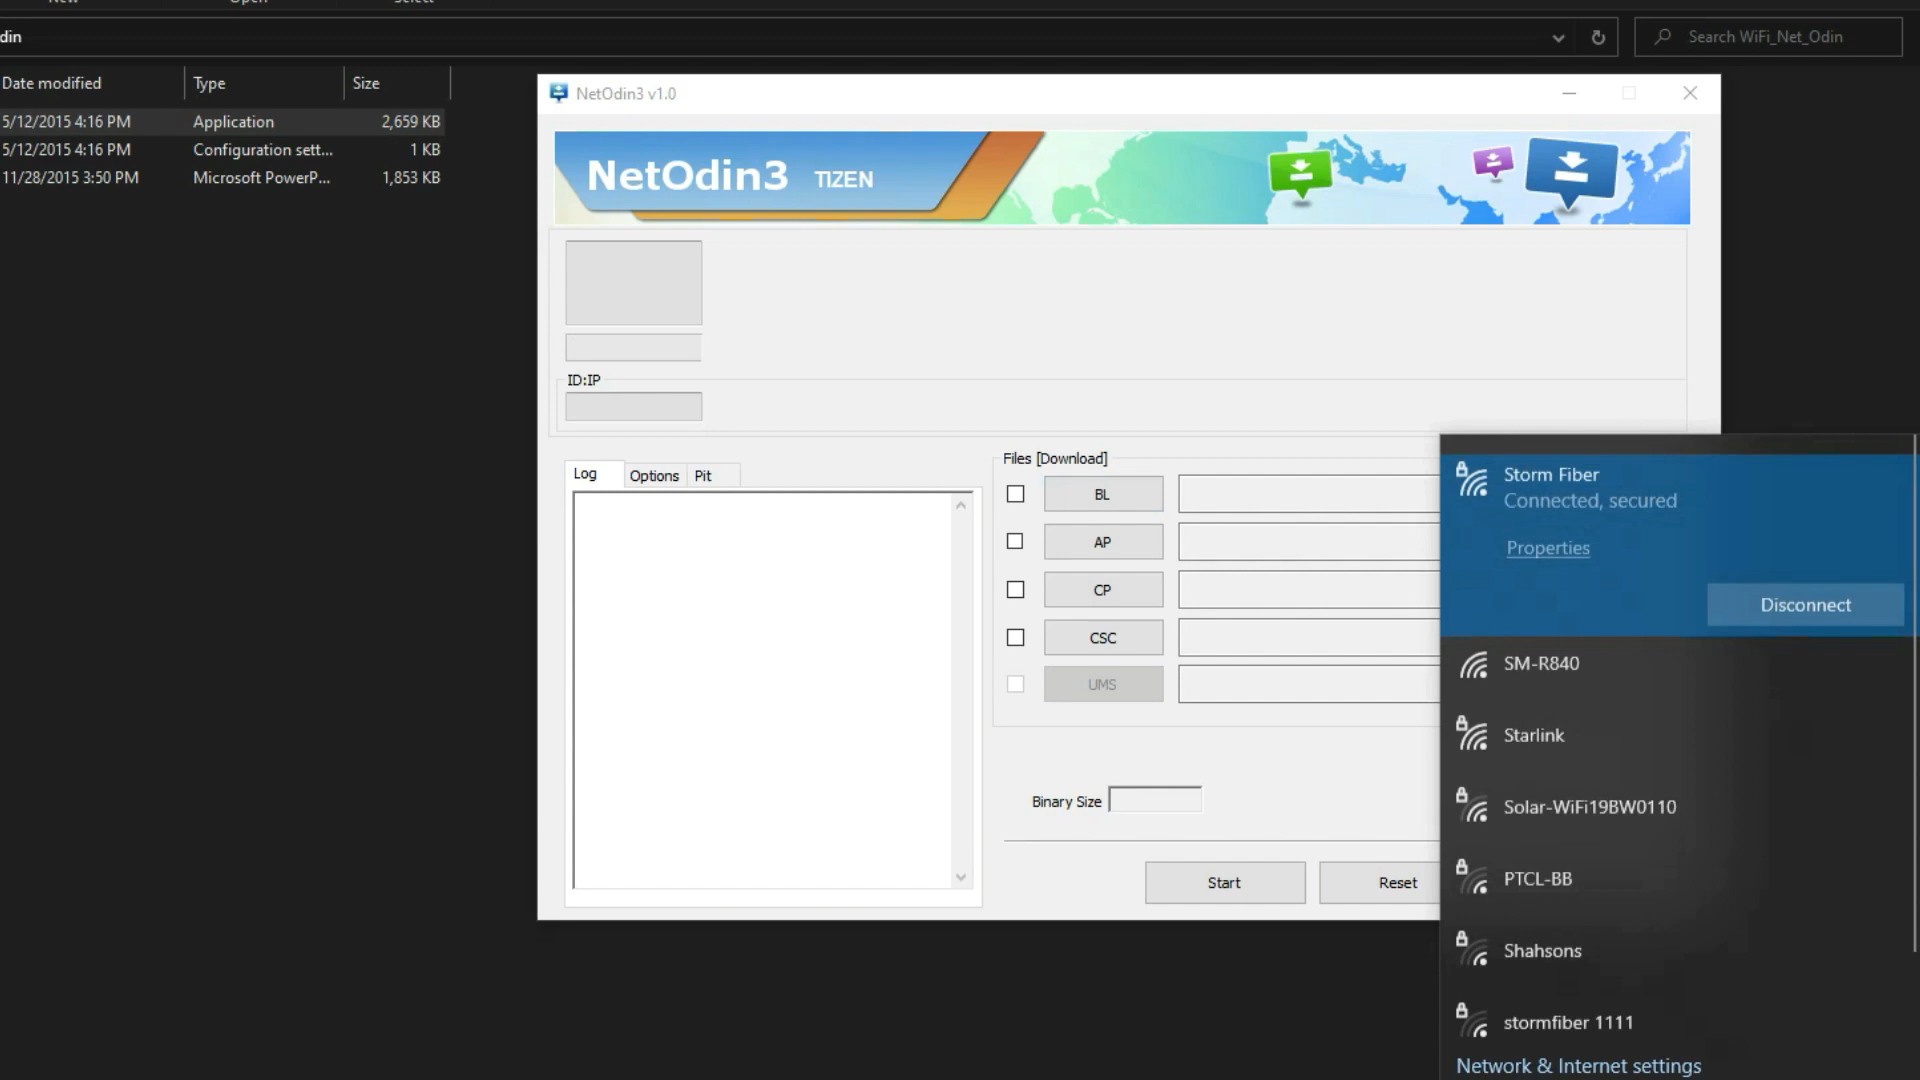 New
Open
Select
din
Search WiFi_Net_Odin
Date modified
Type
Size
5/12/2015 4:16 PM
Application
2,659 KB
5/12/2015 4:16 PM
Configuration sett...
1 KB
11/28/2015 3:50 PM
Microsoft PowerP...
1,853 KB
NetOdin3 v1.0
NetOdin3 TIZEN
ID:IP
Log
Options
Pit
Files [Download]
BL
AP
CP
CSC
UMS
Binary Size
Start
Reset
Storm Fiber
Connected, secured
Properties
Disconnect
SM-R840
Starlink
Solar-WiFi19BW0110
PTCL-BB
Shahsons
stormfiber 1111
Network & Internet settings